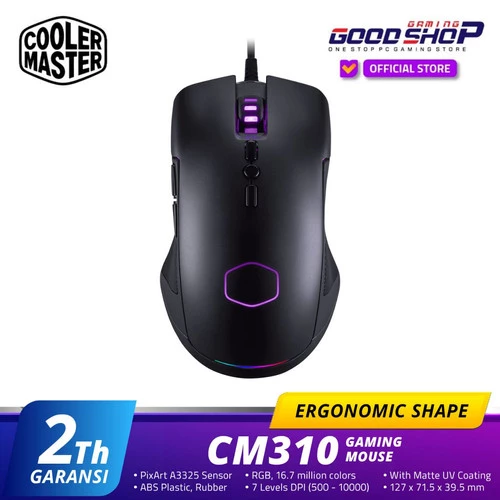 COOLER
MASTER
GAMING
GOODSHOP
ONE STOP PC GAMING STORE
OFFICIAL STORE
ERGONOMIC SHAPE
2Th
GARANSI
CM310 GAMING
MOUSE
• PixArt A3325 Sensor
• ABS Plastic, Rubber
• RGB, 16.7 million colors
• 7 Levels DPI (500 - 10000)
• With Matte UV Coating
• 127 x 71.5 x 39.5 mm